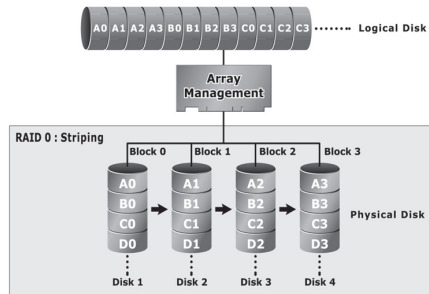 A0 A1 A2 A3 B0 B1 B2 B3 C0 C1 C2 C3 Logical Disk
Array
Management
RAID 0 : Striping
Block 0 Block 1 Block 2 Block 3
A0 A1 A2 A3
B0 B1 B2 B3
Physical Disk
C0 C1 C2 C3
D0 D1 D2 D3
Disk 1 Disk 2 Disk 3 Disk 4